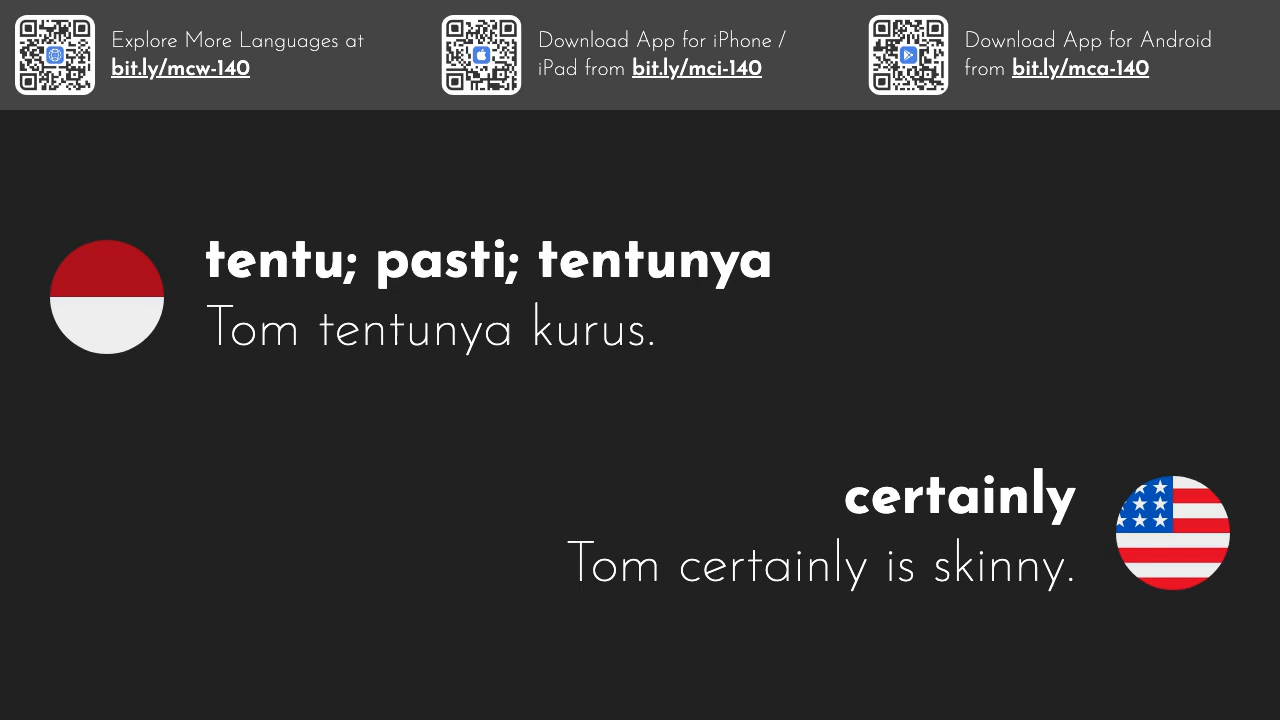 Explore More Languages at
bit.ly/mcw-140
Download App for iPhone /
iPad from bit.ly/mci-140
Download App for Android
from bit.ly/mca-140
tentu; pasti; tentunya
Tom tentunya kurus.
certainly
Tom certainly is skinny.